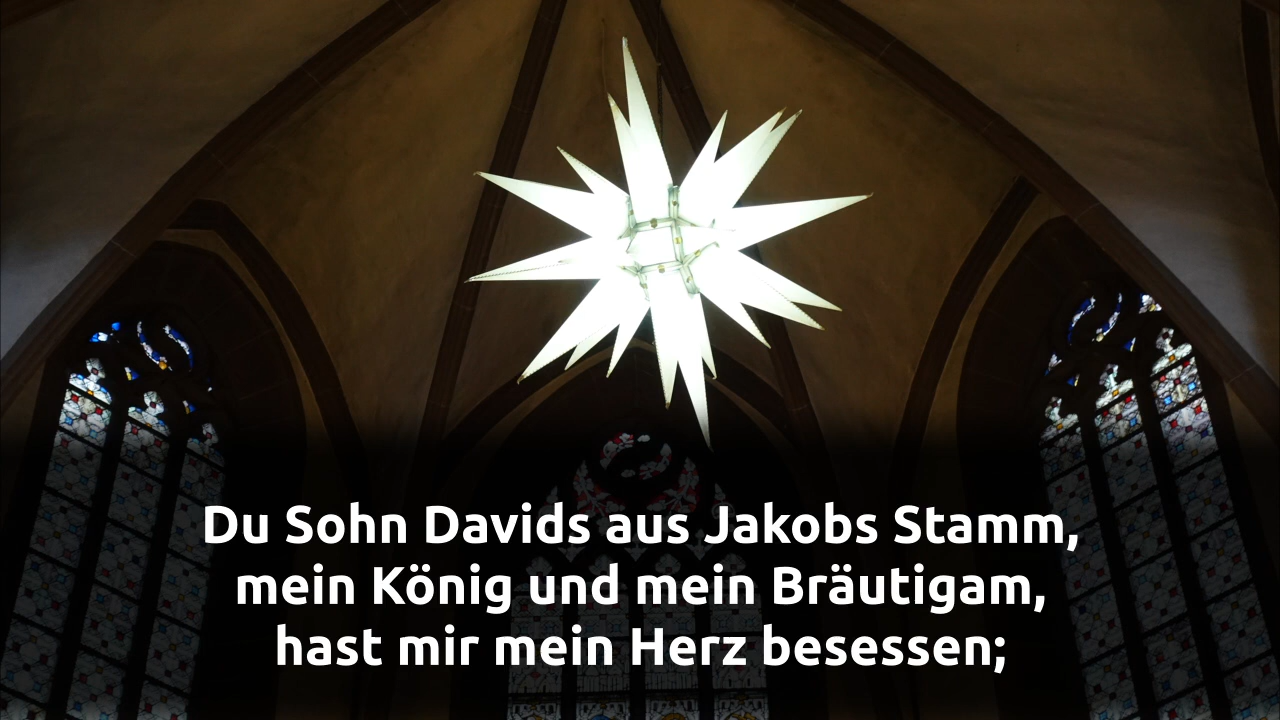 Du Sohn Davids aus Jakobs Stamm,
mein König und mein Bräutigam,
hast mir mein Herz besessen;